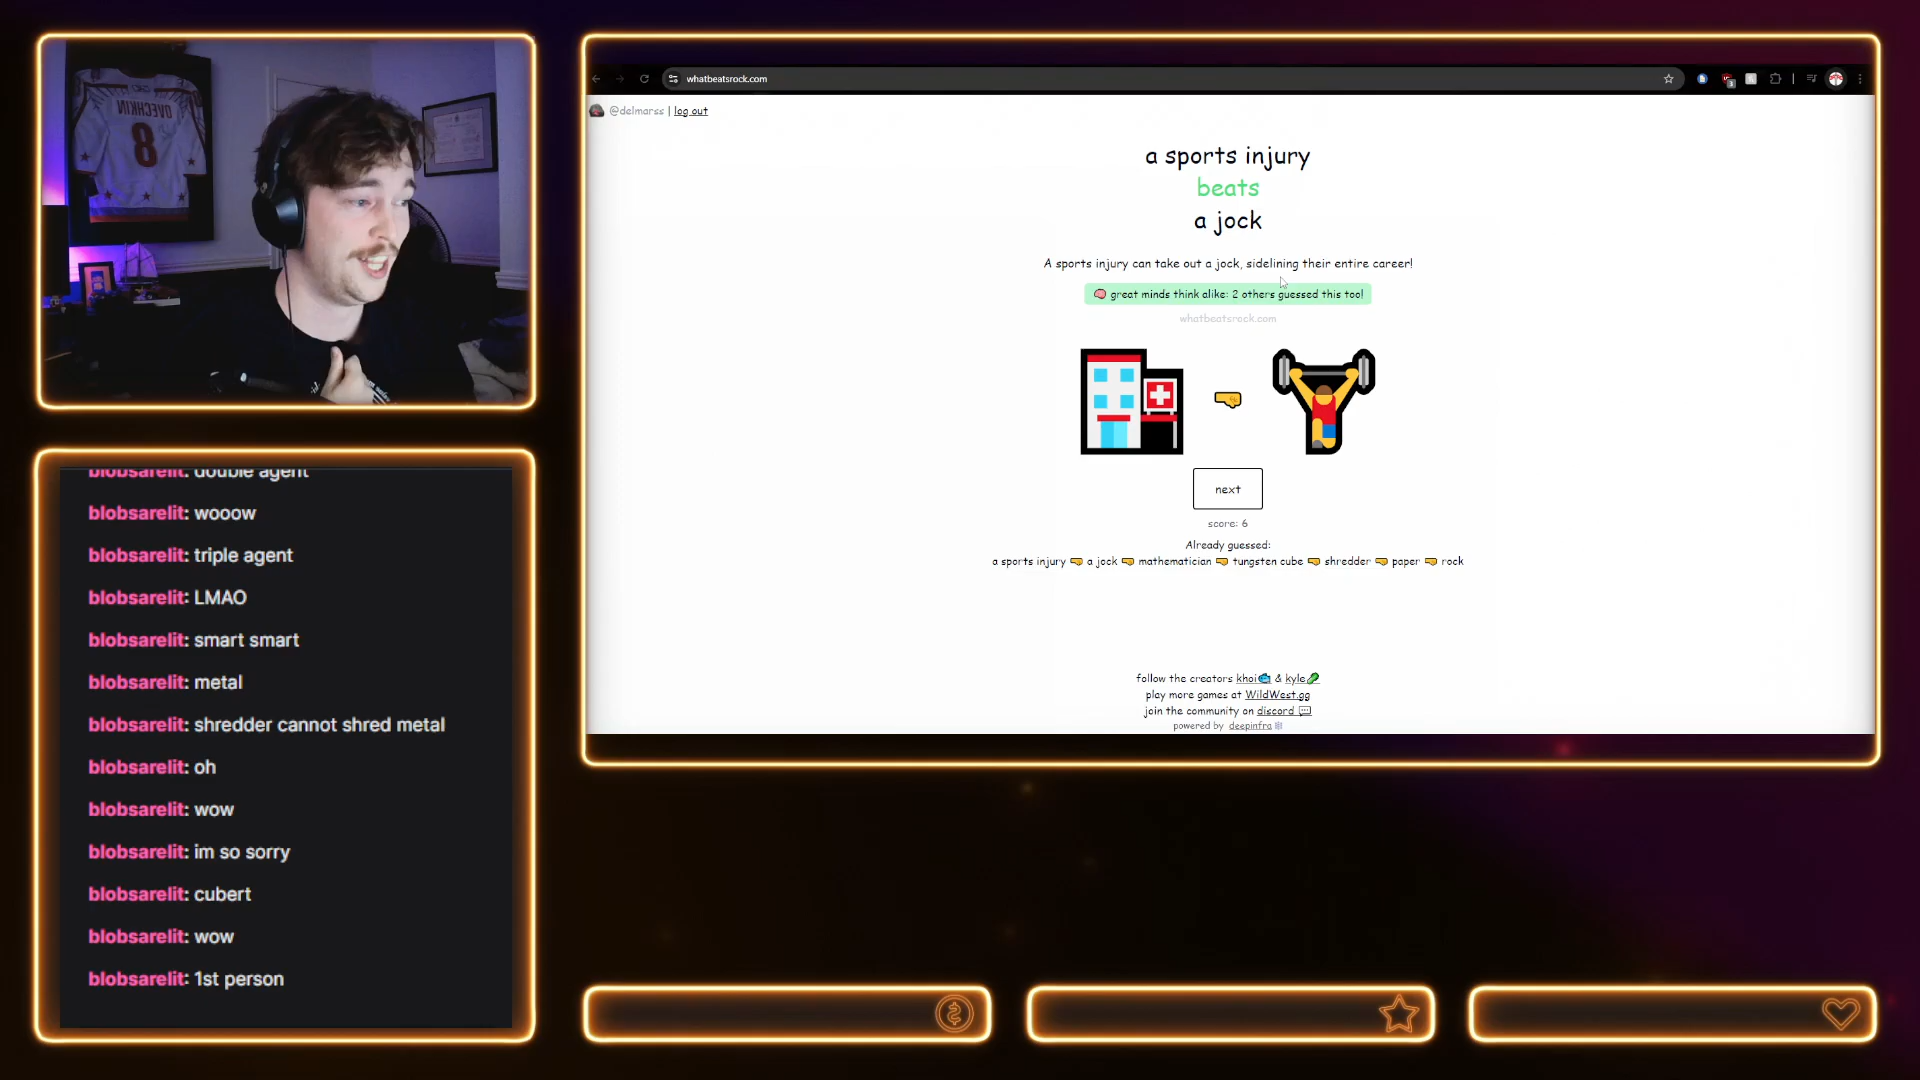 OVECHKIN
8
whatbeatsrock.com
@delmarss | log out
a sports injury
beats
a jock
A sports injury can take out a jock, sidelining their entire career!
great minds think alike: 2 others guessed this too!
whatbeatsrock.com
next
score: 6
Already guessed:
a sports injury 🤜 a jock 🤜 mathematician 🤜 tungsten cube 🤜 shredder 🤜 paper 🤜 rock
follow the creators khoi & kyle
play more games at WildWest.gg
join the community on discord
powered by deepinfra
blobsarelit: double agent
blobsarelit: wooow
blobsarelit: triple agent
blobsarelit: LMAO
blobsarelit: smart smart
blobsarelit: metal
blobsarelit: shredder cannot shred metal
blobsarelit: oh
blobsarelit: wow
blobsarelit: im so sorry
blobsarelit: cubert
blobsarelit: wow
blobsarelit: 1st person